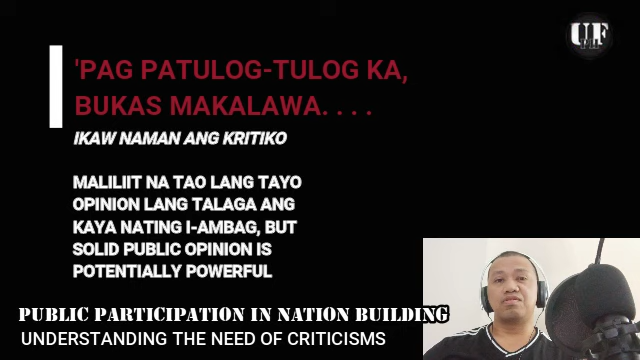 'PAG PATULOG-TULOG KA,
BUKAS MAKALAWA. . . .
IKAW NAMAN ANG KRITIKO
MALILIIT NA TAO LANG TAYO
OPINION LANG TALAGA ANG
KAYA NATING I-AMBAG, BUT
SOLID PUBLIC OPINION IS
POTENTIALLY POWERFUL
PUBLIC PARTICIPATION IN NATION BUILDING
UNDERSTANDING THE NEED OF CRITICISMS